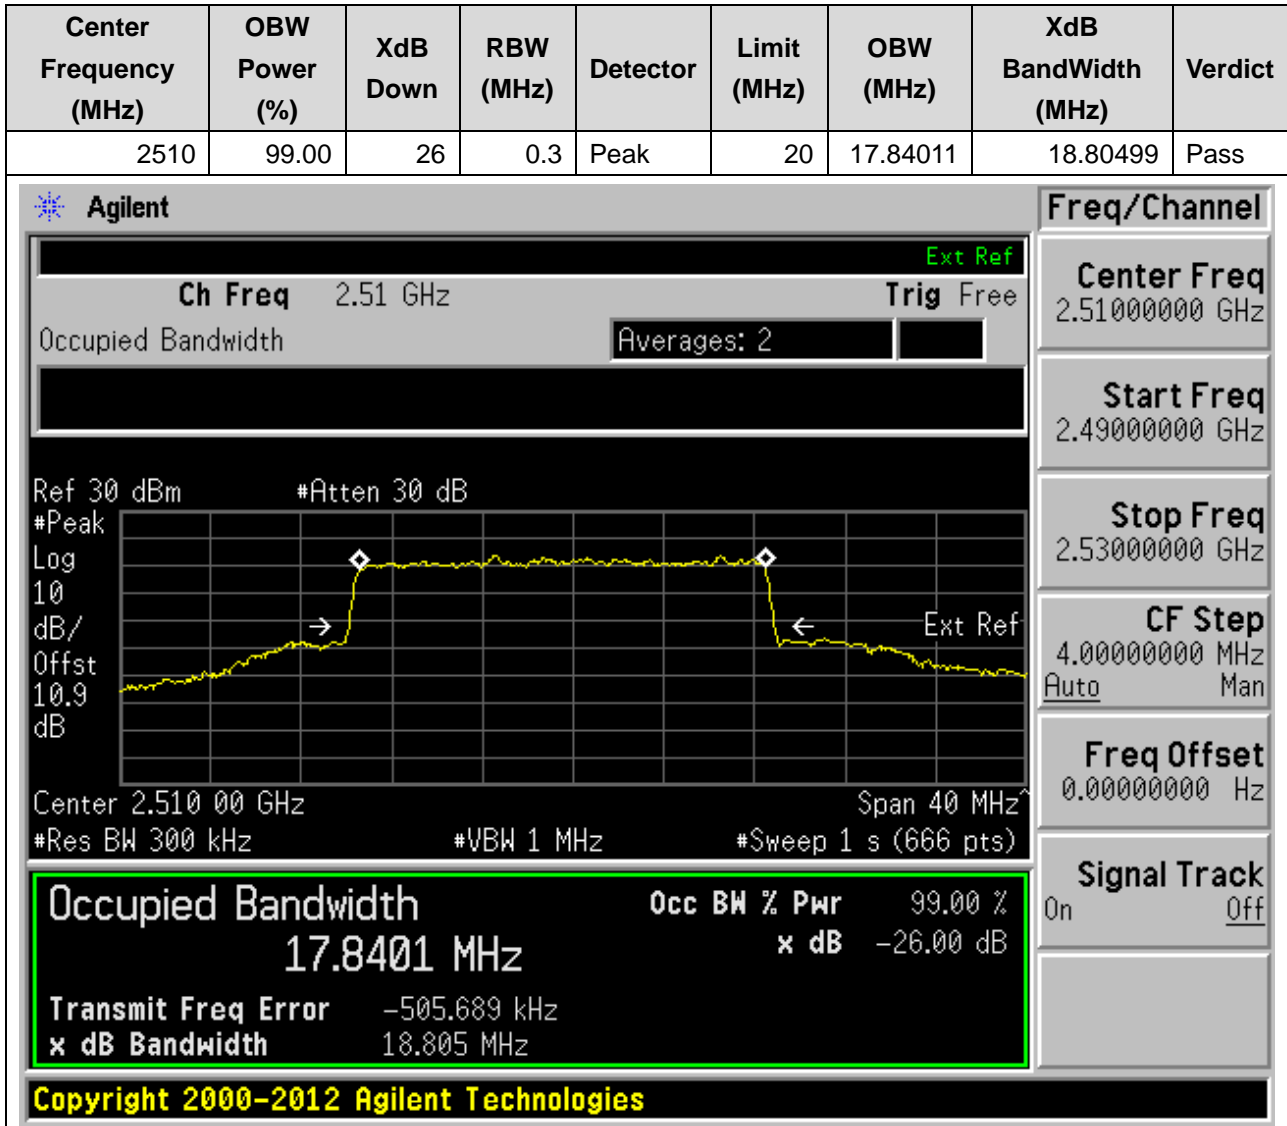 Center Frequency (MHz) OBW Power (%) XdB Down RBW (MHz) Detector Limit (MHz) OBW (MHz) XdB BandWidth (MHz) Verdict
2510 99.00 26 0.3 Peak 20 17.84011 18.80499 Pass
Agilent
Freq/Channel
Ext Ref
Ch Freq 2.51 GHz Trig Free
Occupied Bandwidth Averages: 2
Center Freq
2.51000000 GHz
Start Freq
2.49000000 GHz
Stop Freq
2.53000000 GHz
CF Step
4.00000000 MHz
Auto Man
Freq Offset
0.00000000 Hz
Signal Track
On Off
Ref 30 dBm #Atten 30 dB
#Peak
Log
10
dB/
Offst
10.9
dB
Ext Ref
Center 2.510 00 GHz Span 40 MHz^
#Res BW 300 kHz #VBW 1 MHz #Sweep 1 s (666 pts)
Occupied Bandwidth Occ BW % Pwr 99.00 %
17.8401 MHz x dB -26.00 dB
Transmit Freq Error -505.689 kHz
x dB Bandwidth 18.805 MHz
Copyright 2000-2012 Agilent Technologies